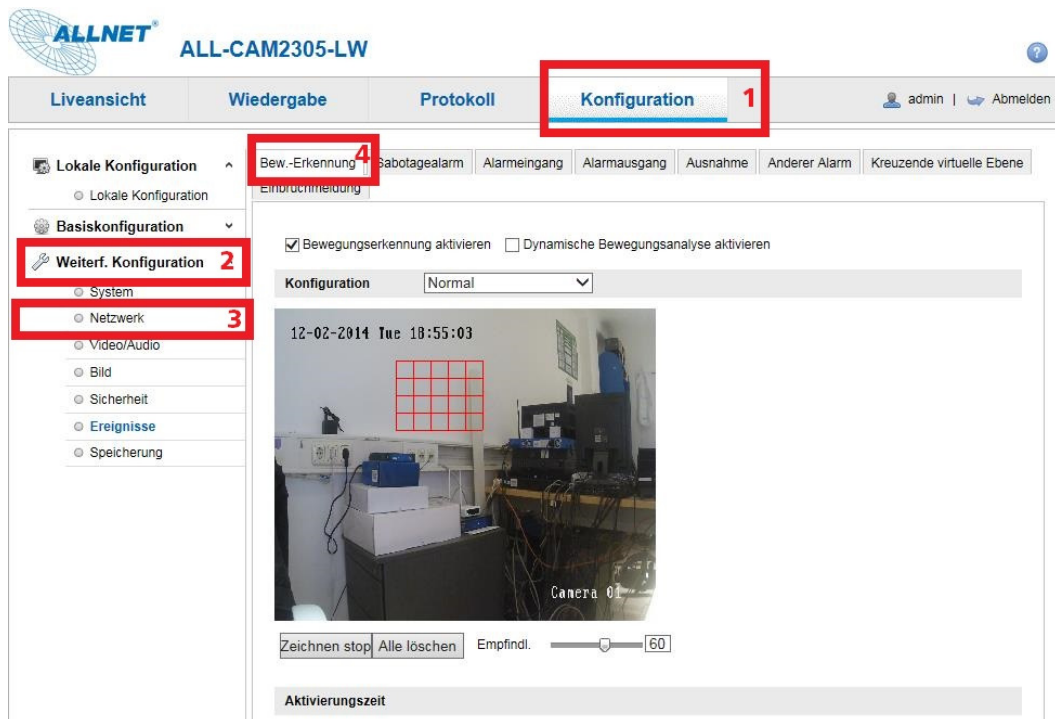 ALLNET®
ALL-CAM2305-LW
Liveansicht
Wiedergabe
Protokoll
Konfiguration
1
admin | Abmelden
Lokale Konfiguration
Lokale Konfiguration
Basiskonfiguration
Weiterf. Konfiguration
2
System
Netzwerk
3
Video/Audio
Bild
Sicherheit
Ereignisse
Speicherung
Bew.-Erkennung
4
Sabotagealarm
Alarmeingang
Alarmausgang
Ausnahme
Anderer Alarm
Kreuzende virtuelle Ebene
Einbruchmeldung
Bewegungserkennung aktivieren
Dynamische Bewegungsanalyse aktivieren
Konfiguration
Normal
12-02-2014 Tue 18:55:03
Camera 01
Zeichnen stop
Alle löschen
Empfindl.
60
Aktivierungszeit